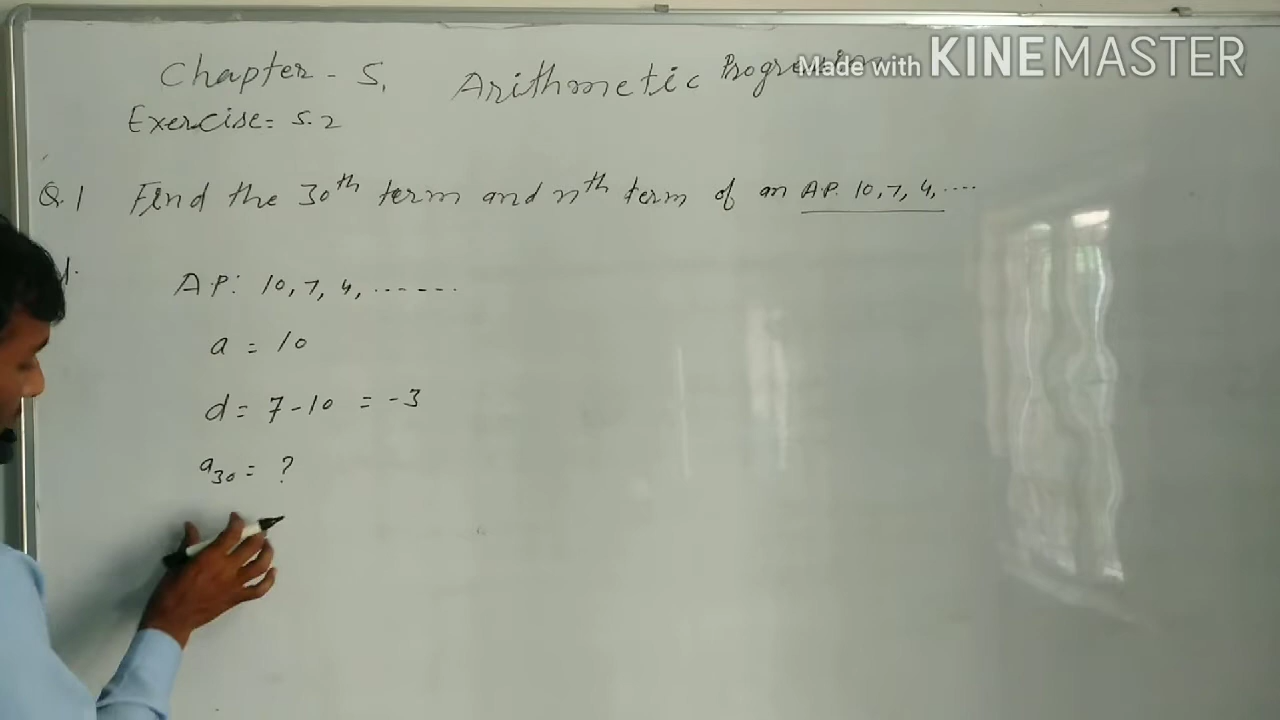 Chapter - 5, Arithmetic Progression
Made with KINEMASTER
Exercise = 5.2
Q.1 Find the 30th term and nth term of an A.P. 10, 7, 4, ....
A.P: 10, 7, 4, .......
a = 10
d = 7 - 10 = -3
a30 = ?